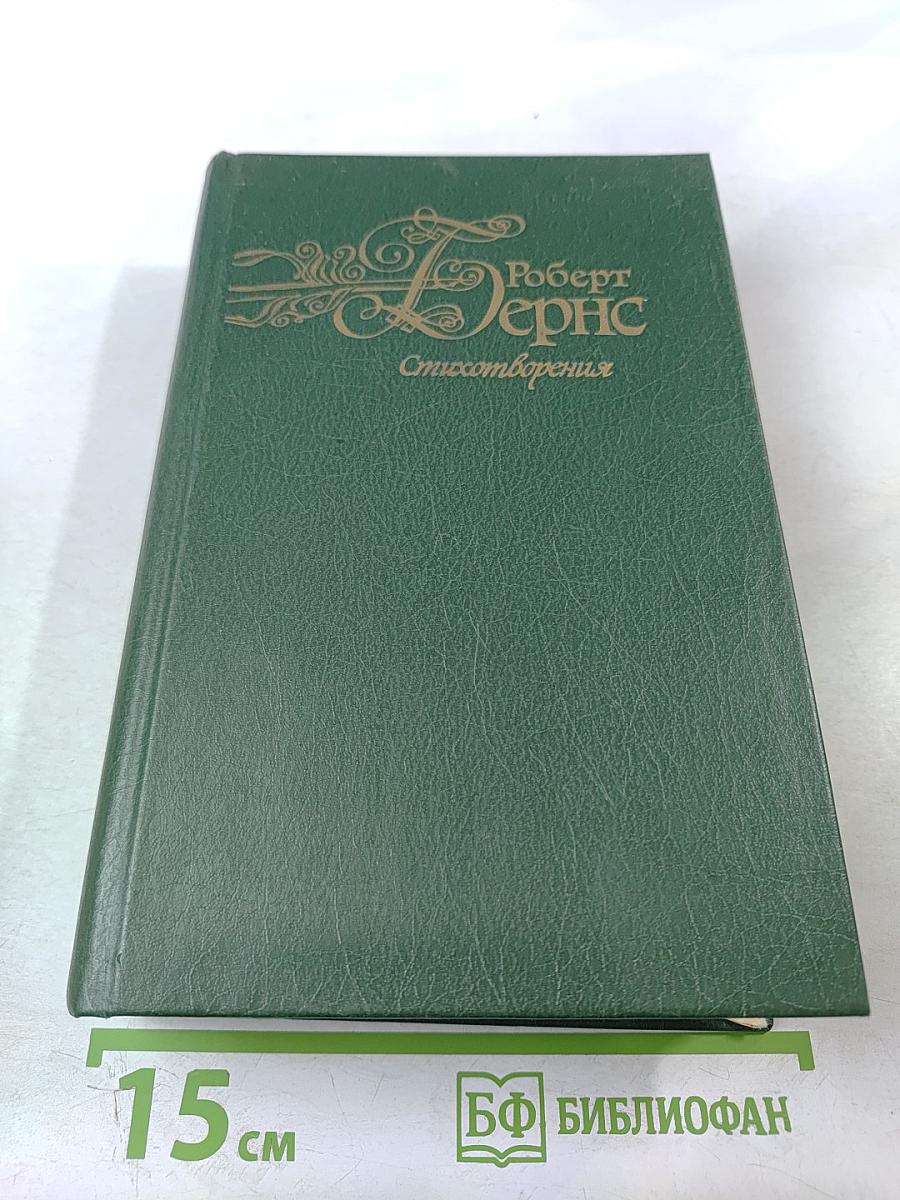 Роберт
Бернс
Стихотворения
15 см
БФ БИБЛИОФАН